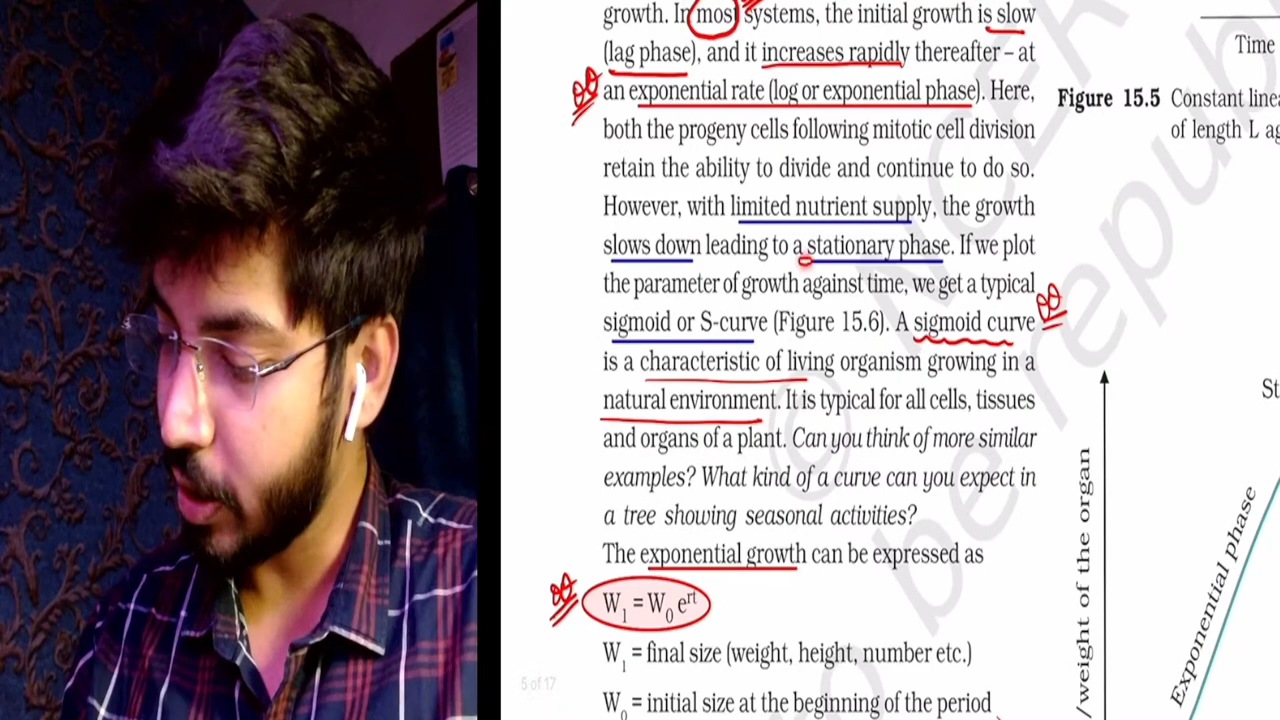 growth. In most systems, the initial growth is slow
(lag phase), and it increases rapidly thereafter – at
an exponential rate (log or exponential phase). Here,
both the progeny cells following mitotic cell division
retain the ability to divide and continue to do so.
However, with limited nutrient supply, the growth
slows down leading to a stationary phase. If we plot
the parameter of growth against time, we get a typical
sigmoid or S-curve (Figure 15.6). A sigmoid curve
is a characteristic of living organism growing in a
natural environment. It is typical for all cells, tissues
and organs of a plant. Can you think of more similar
examples? What kind of a curve can you expect in
a tree showing seasonal activities?
The exponential growth can be expressed as
W₁ = W₀ eʳᵗ
W₁ = final size (weight, height, number etc.)
W₀ = initial size at the beginning of the period
5 of 17
Time
Figure 15.5 Constant line
of length L ag
St
/weight of the organ
Exponential phase
© NCER
be republ